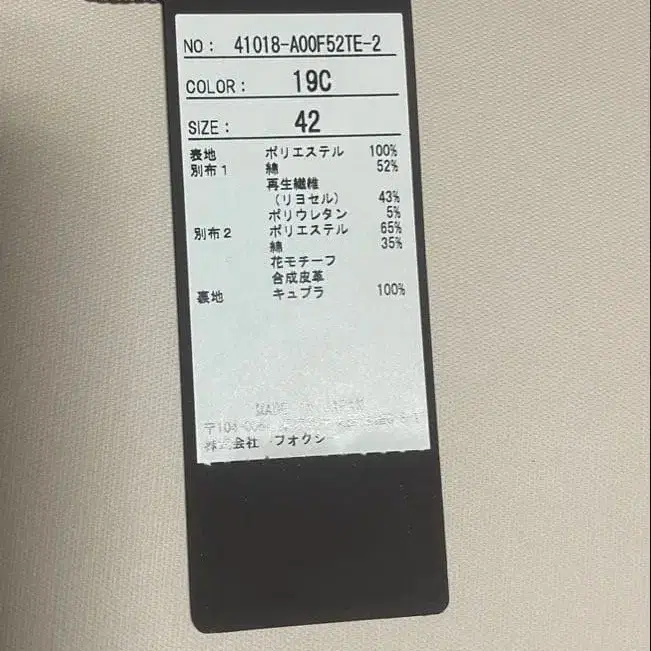 NO: 41018-A00F52TE-2
COLOR: 19C
SIZE: 42
表地 ポリエステル 100%
別布1 綿 52%
再生繊維
(リヨセル) 43%
ポリウレタン 5%
別布2 ポリエステル 65%
綿 35%
花モチーフ
合成皮革
裏地 キュプラ 100%
MADE IN JAPAN
〒104-00
株式会社 フォクシー